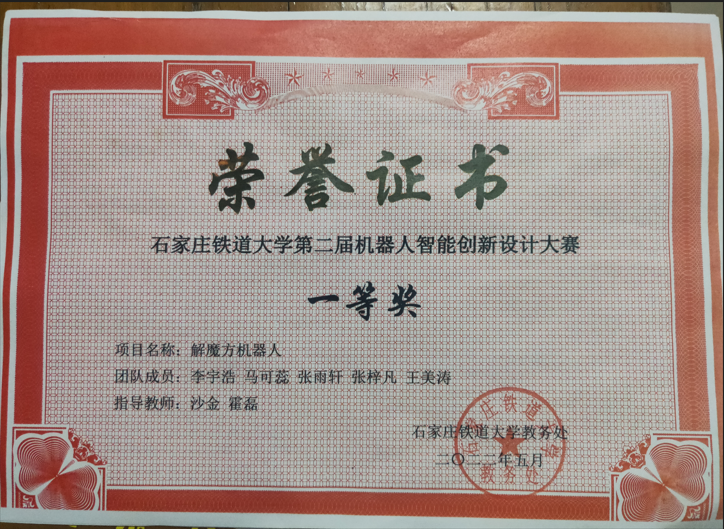 荣誉证书
石家庄铁道大学第二届机器人智能创新设计大赛
一等奖
项目名称：解魔方机器人
团队成员：李宇浩 马可蕊 张雨轩 张梓凡 王美涛
指导教师：沙金 霍磊
石家庄铁道大学教务处
二〇二二年五月
石家庄铁道大学
教务处